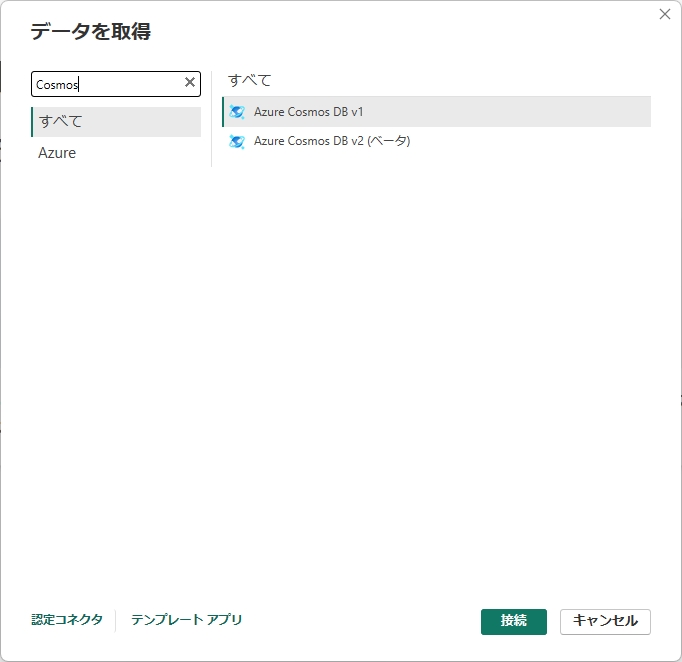 データを取得
Cosmos
すべて
Azure
すべて
Azure Cosmos DB v1
Azure Cosmos DB v2 (ベータ)
認定コネクタ
テンプレート アプリ
接続
キャンセル